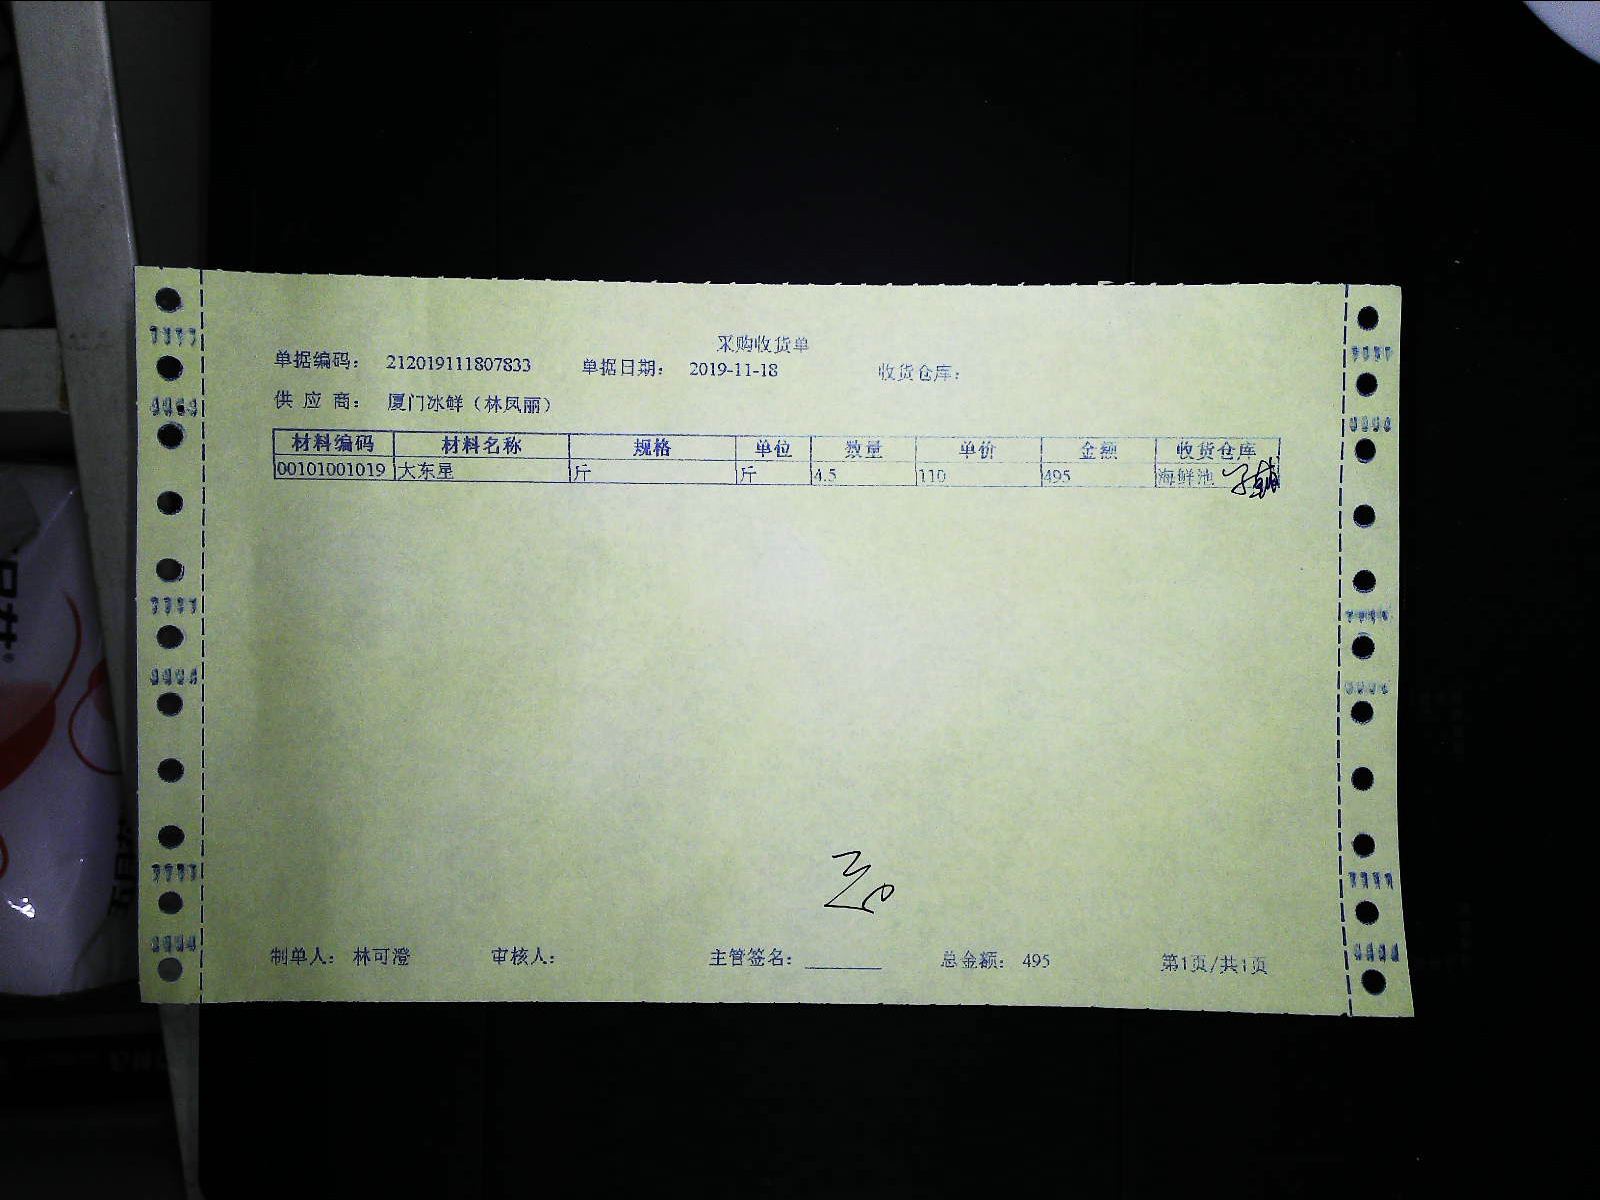 采购收货单
单据编码： 212019111807833 单据日期： 2019-11-18 收货仓库：
供 应 商： 厦门冰鲜（林凤丽）
材料编码 材料名称 规格 单位 数量 单价 金额 收货仓库
00101001019 大东星 斤 斤 4.5 110 495 海鲜池
制单人： 林可澄 审核人： 主管签名： 总金额： 495 第1页/共1页